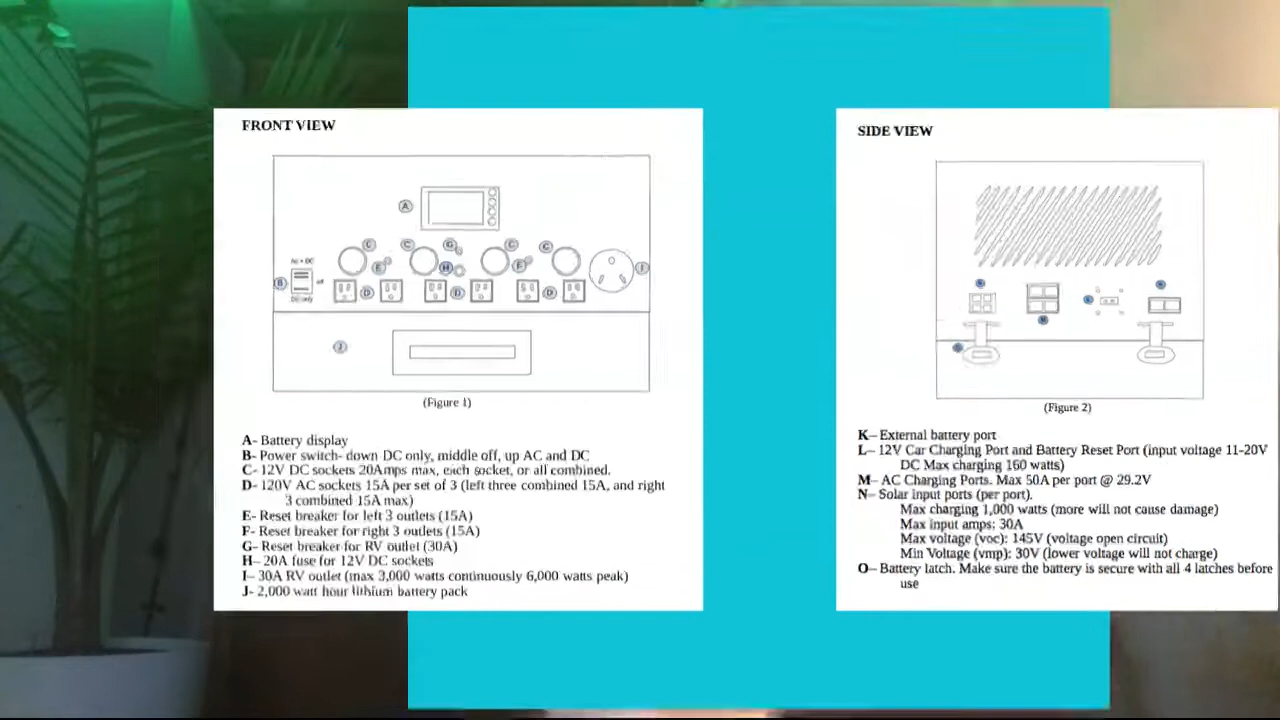 FRONT VIEW
A
C
C
G
C
C
AC + DC
E
H
F
I
B
off
DC only
D
D
D
J
(Figure 1)
A- Battery display
B- Power switch- down DC only, middle off, up AC and DC
C- 12V DC sockets 20Amps max, each socket, or all combined.
D- 120V AC sockets 15A per set of 3 (left three combined 15A, and right
3 combined 15A max)
E- Reset breaker for left 3 outlets (15A)
F- Reset breaker for right 3 outlets (15A)
G- Reset breaker for RV outlet (30A)
H- 20A fuse for 12V DC sockets
I- 30A RV outlet (max 3,000 watts continuously 6,000 watts peak)
J- 2,000 watt hour lithium battery pack
SIDE VIEW
(Figure 2)
K- External battery port
L- 12V Car Charging Port and Battery Reset Port (input voltage 11-20V
DC Max charging 160 watts)
M- AC Charging Ports. Max 50A per port @ 29.2V
N- Solar input ports (per port).
Max charging 1,000 watts (more will not cause damage)
Max input amps: 30A
Max voltage (voc): 145V (voltage open circuit)
Min Voltage (vmp): 30V (lower voltage will not charge)
O- Battery latch. Make sure the battery is secure with all 4 latches before
use